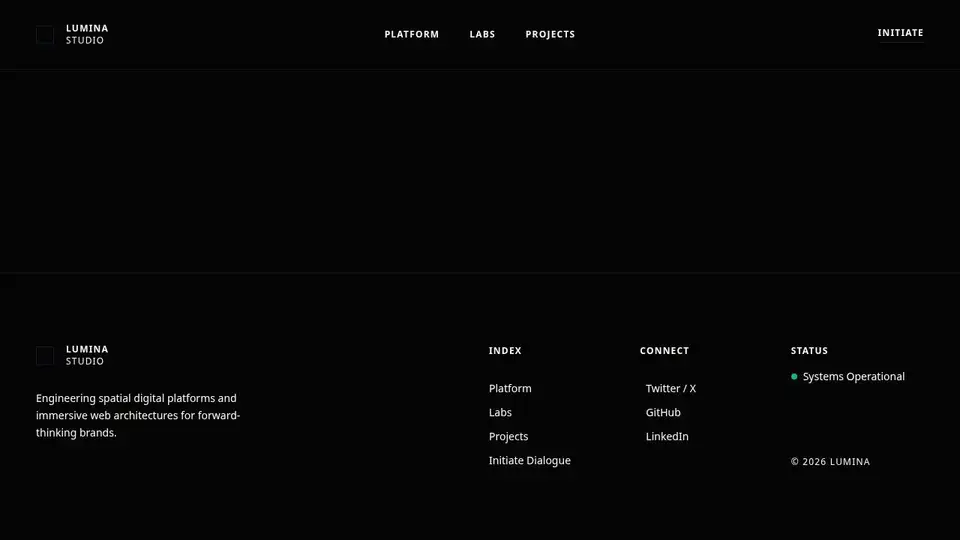 LUMINA
STUDIO
PLATFORM
LABS
PROJECTS
INITIATE
LUMINA
STUDIO
Engineering spatial digital platforms and
immersive web architectures for forward-
thinking brands.
INDEX
Platform
Labs
Projects
Initiate Dialogue
CONNECT
Twitter / X
GitHub
LinkedIn
STATUS
Systems Operational
© 2026 LUMINA